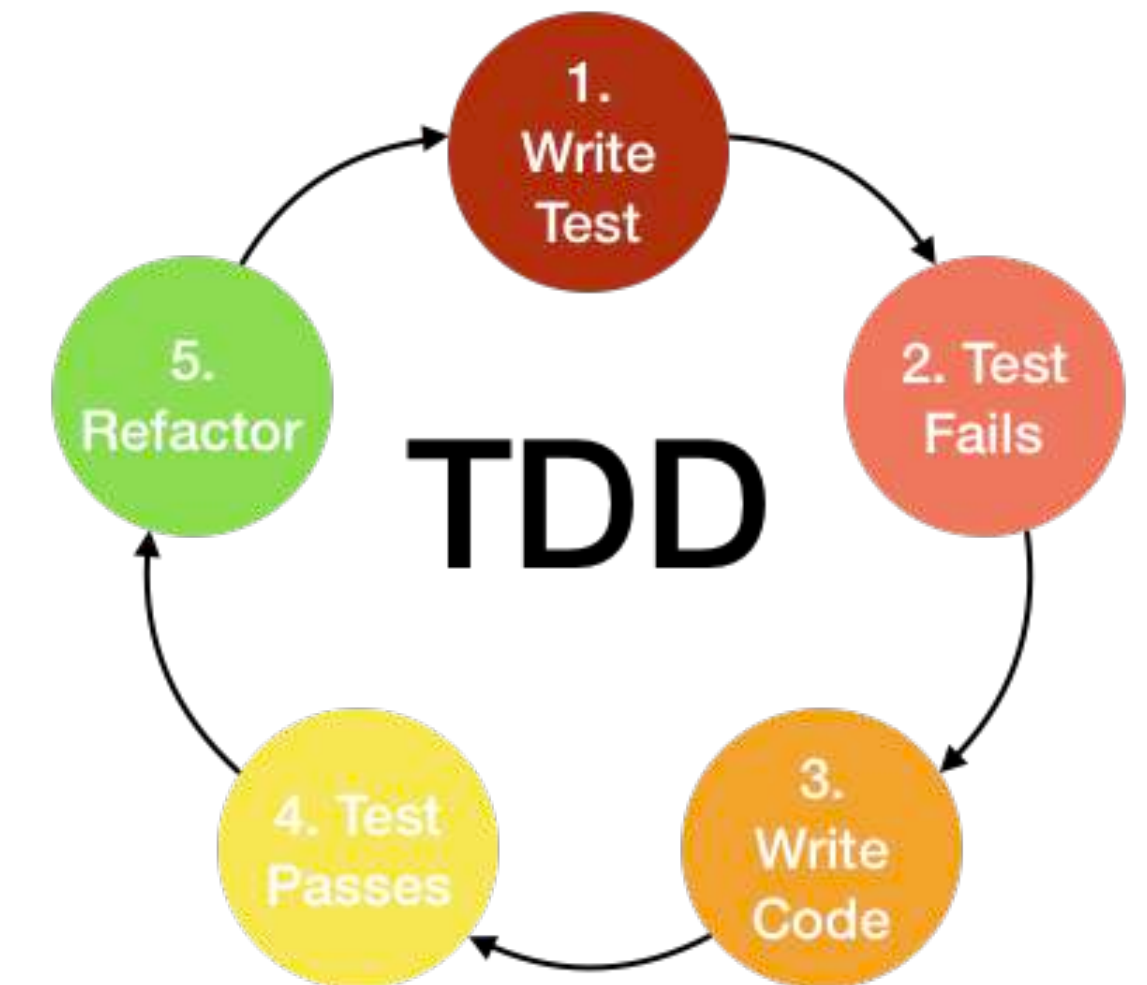 1.
Write
Test
2. Test
Fails
3.
Write
Code
4. Test
Passes
5.
Refactor
TDD